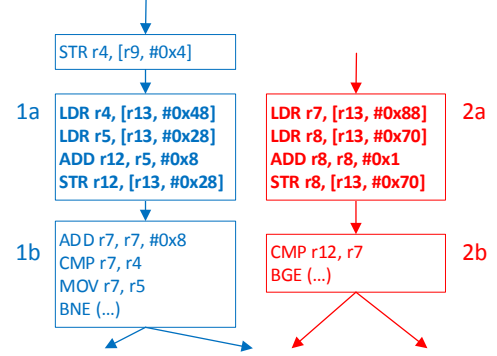 STR r4, [r9, #0x4]
1a
LDR r4, [r13, #0x48]
LDR r5, [r13, #0x28]
ADD r12, r5, #0x8
STR r12, [r13, #0x28]
1b
ADD r7, r7, #0x8
CMP r7, r4
MOV r7, r5
BNE (...)
LDR r7, [r13, #0x88]
LDR r8, [r13, #0x70]
ADD r8, r8, #0x1
STR r8, [r13, #0x70]
2a
CMP r12, r7
BGE (...)
2b